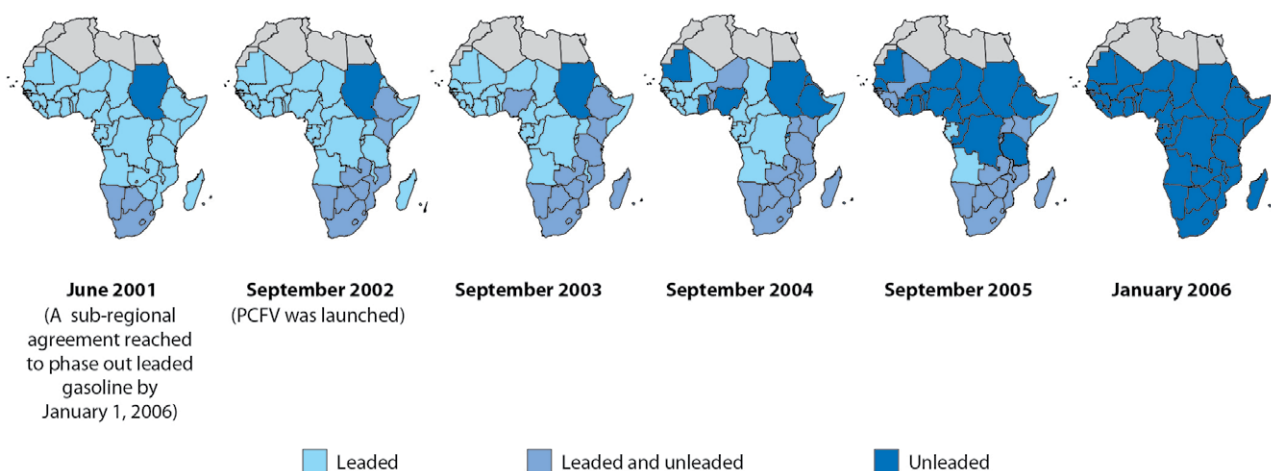 June 2001
(A sub-regional
agreement reached
to phase out leaded
gasoline by
January 1, 2006)
September 2002
(PCFV was launched)
September 2003
September 2004
September 2005
January 2006
Leaded
Leaded and unleaded
Unleaded